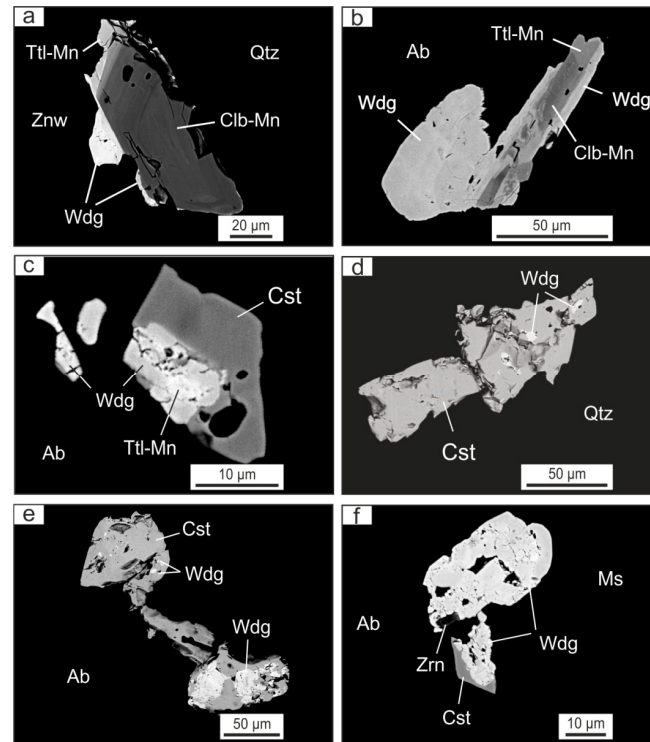 a
Ttl-Mn
Qtz
Znw
Clb-Mn
Wdg
20 µm
b
Ttl-Mn
Ab
Wdg
Wdg
Clb-Mn
50 µm
c
Cst
Wdg
Ttl-Mn
Ab
10 µm
d
Wdg
Qtz
Cst
50 µm
e
Cst
Wdg
Wdg
Ab
50 µm
f
Ms
Ab
Wdg
Zrn
Cst
10 µm